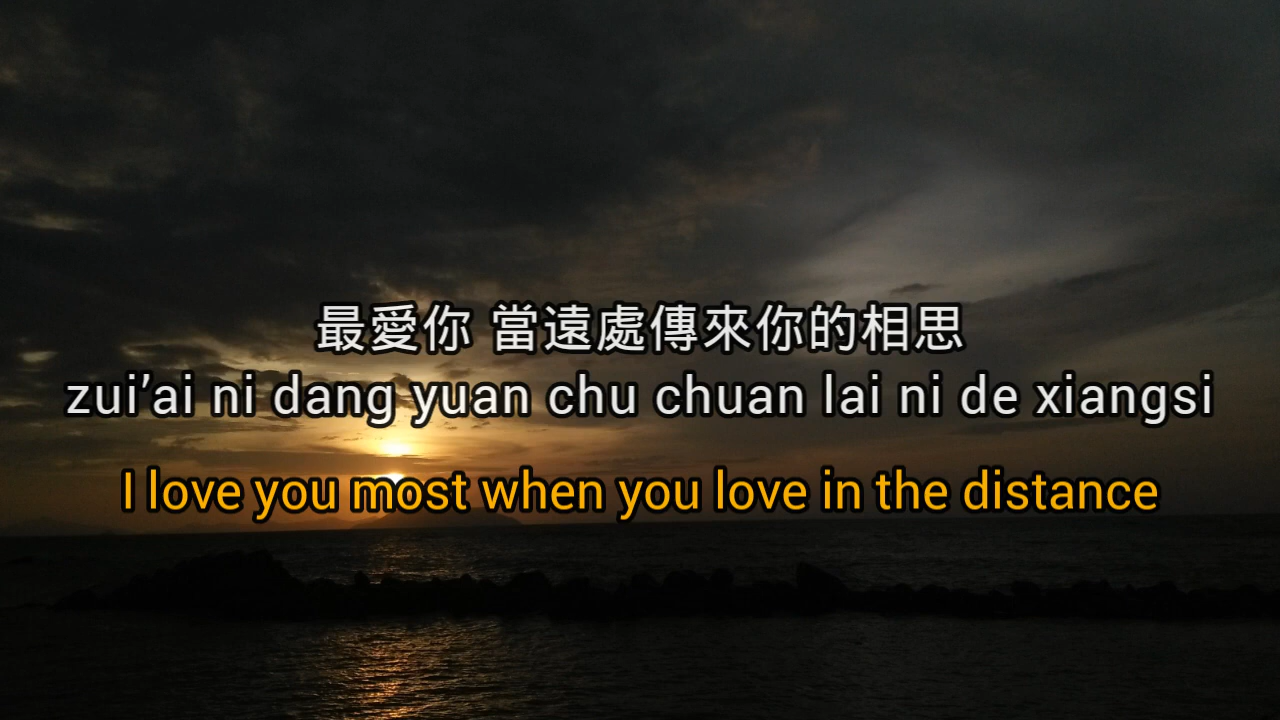 最愛你 當遠處傳來你的相思
zui’ai ni dang yuan chu chuan lai ni de xiangsi
I love you most when you love in the distance